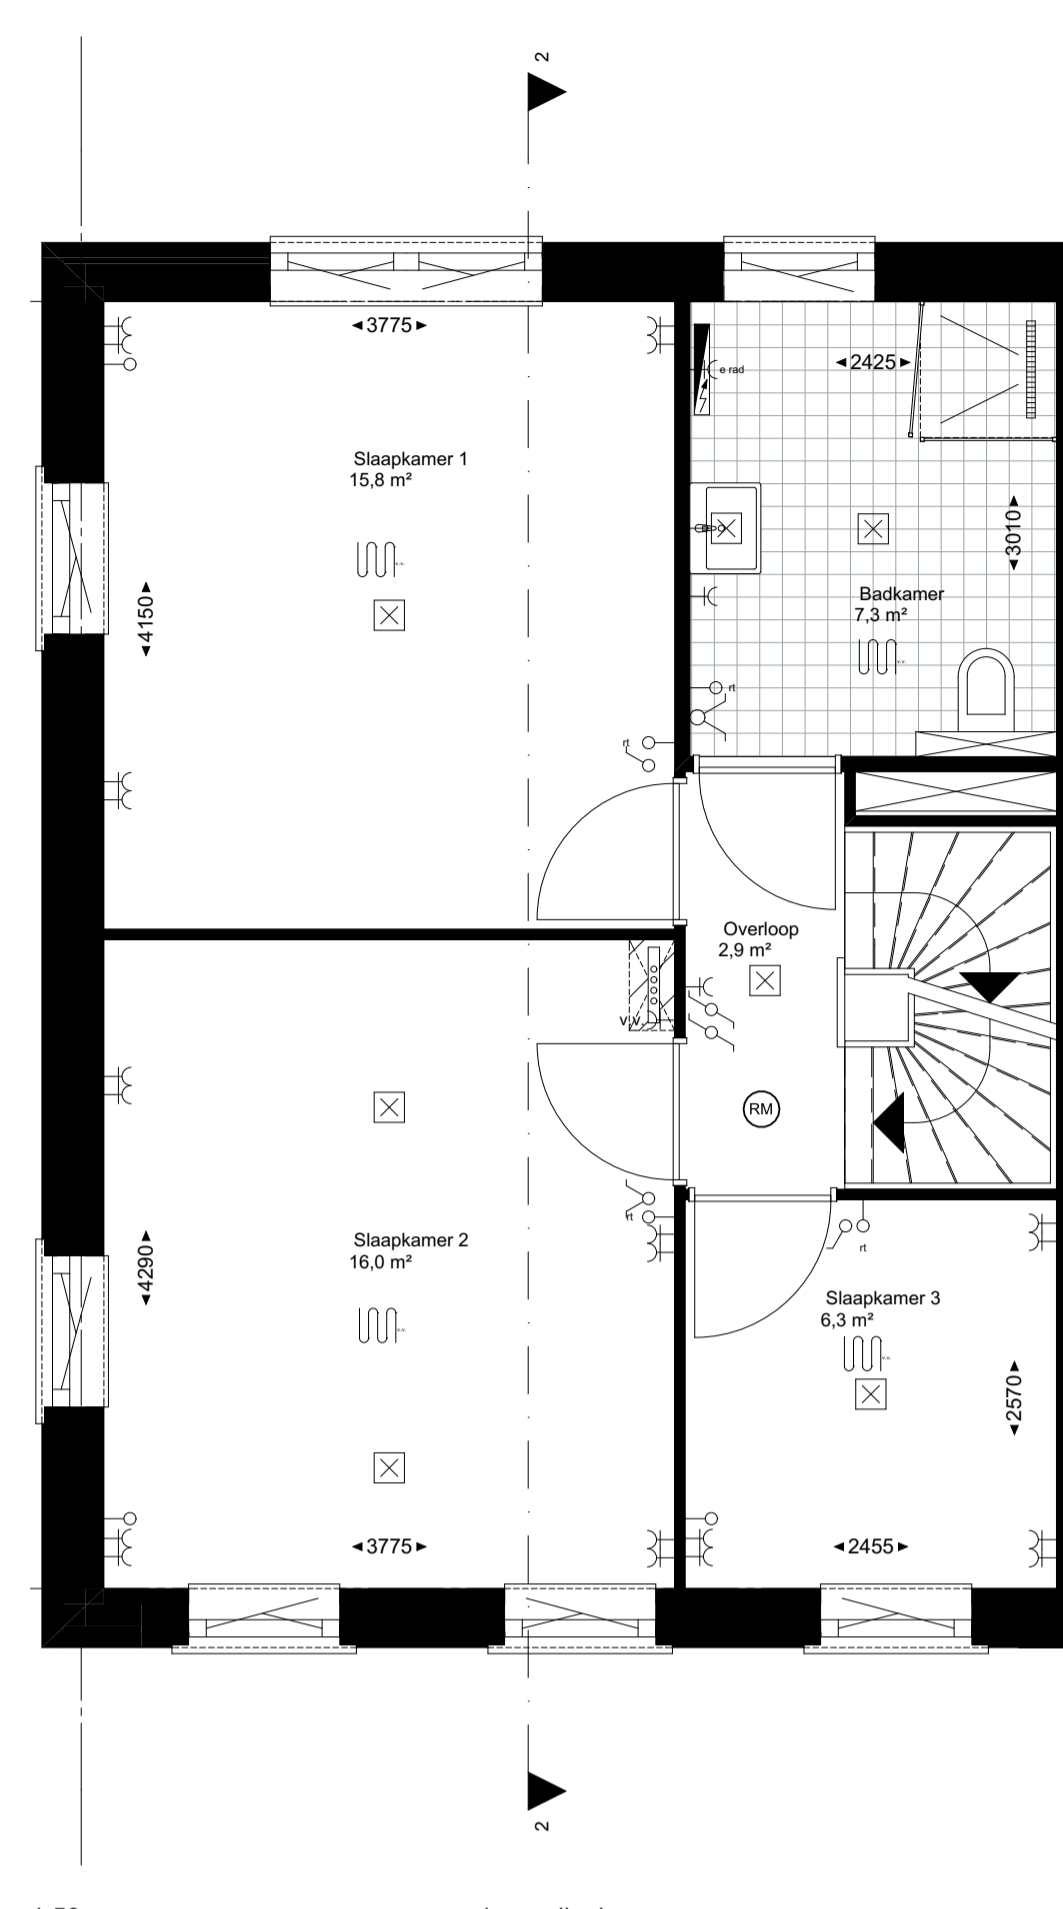 2
3775
2425
e rad
Slaapkamer 1
15,8 m²
v.v.
3010
4150
Badkamer
7,3 m²
v.v.
rt
rt
Overloop
2,9 m²
v.v.
RM
rt
rt
4290
Slaapkamer 2
16,0 m²
v.v.
Slaapkamer 3
6,3 m²
v.v.
2570
3775
2455
2